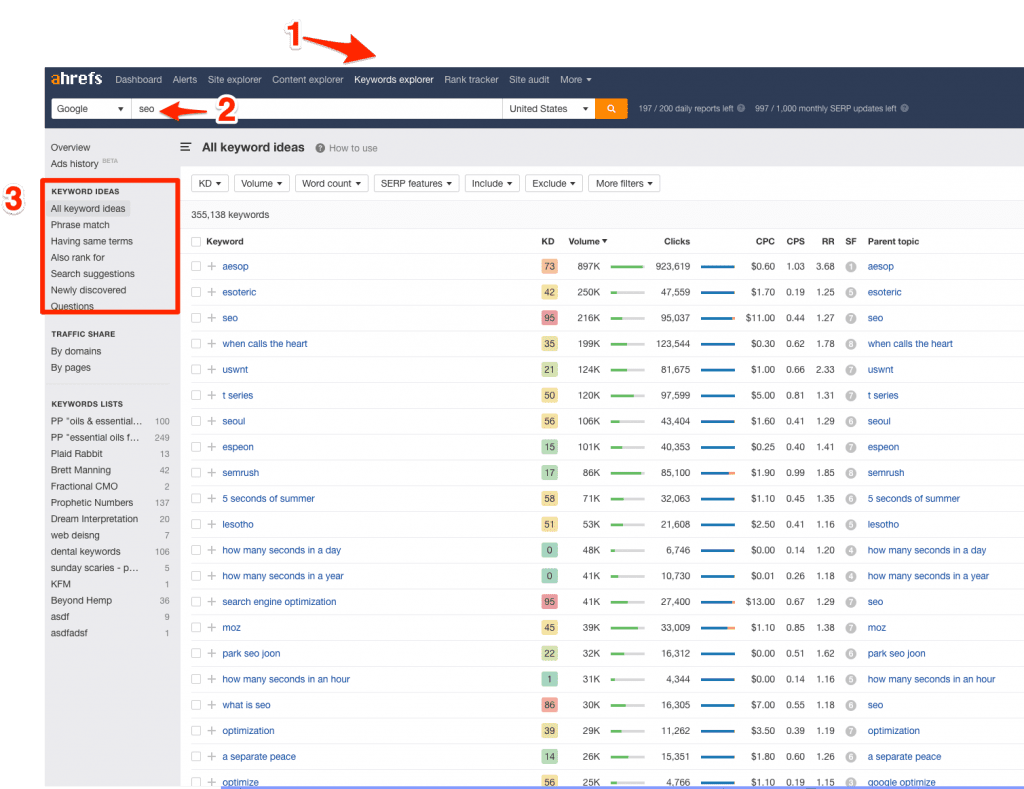 1
ahrefs Dashboard Alerts Site explorer Content explorer Keywords explorer Rank tracker Site audit More
Google seo 2 United States 197 / 200 daily reports left 997 / 1,000 monthly SERP updates left
Overview
Ads history BETA
3
KEYWORD IDEAS
All keyword ideas
Phrase match
Having same terms
Also rank for
Search suggestions
Newly discovered
Questions
TRAFFIC SHARE
By domains
By pages
KEYWORDS LISTS
PP "oils & essential... 100
PP "essential oils f... 249
Plaid Rabbit 13
Brett Manning 42
Fractional CMO 2
Prophetic Numbers 137
Dream Interpretation 20
web deisng 7
dental keywords 106
sunday scaries - p... 5
KFM 1
Beyond Hemp 36
asdf 9
asdfadsf 1
All keyword ideas ? How to use
KD Volume Word count SERP features Include Exclude More filters
355,138 keywords
Keyword KD Volume Clicks CPC CPS RR SF Parent topic
aesop 73 897K 923,619 $0.60 1.03 3.68 1 aesop
esoteric 42 250K 47,559 $1.70 0.19 1.25 5 esoteric
seo 95 216K 95,037 $11.00 0.44 1.27 7 seo
when calls the heart 35 199K 123,544 $0.30 0.62 1.78 8 when calls the heart
uswnt 21 124K 81,675 $1.00 0.66 2.33 7 uswnt
t series 50 120K 97,599 $5.00 0.81 1.31 7 t series
seoul 56 106K 43,404 $1.60 0.41 1.29 6 seoul
espeon 15 101K 40,353 $0.25 0.40 1.41 7 espeon
semrush 17 86K 85,100 $1.90 0.99 1.85 8 semrush
5 seconds of summer 58 71K 32,063 $1.10 0.45 1.35 6 5 seconds of summer
lesotho 51 53K 21,608 $2.50 0.41 1.16 5 lesotho
how many seconds in a day 0 48K 6,746 $0.00 0.14 1.20 4 how many seconds in a day
how many seconds in a year 0 41K 10,730 $0.01 0.26 1.18 4 how many seconds in a year
search engine optimization 95 41K 27,400 $13.00 0.67 1.29 7 seo
moz 45 39K 33,009 $1.10 0.85 1.38 7 moz
park seo joon 22 32K 16,312 $0.00 0.51 1.62 6 park seo joon
how many seconds in an hour 1 31K 4,344 $0.00 0.14 1.16 5 how many seconds in an hour
what is seo 86 30K 16,305 $7.00 0.55 1.18 6 seo
optimization 39 29K 11,262 $3.50 0.39 1.19 7 optimization
a separate peace 14 26K 15,351 $1.80 0.60 1.26 6 a separate peace
optimize 56 25K 4,766 $1.10 0.19 1.15 3 google optimize